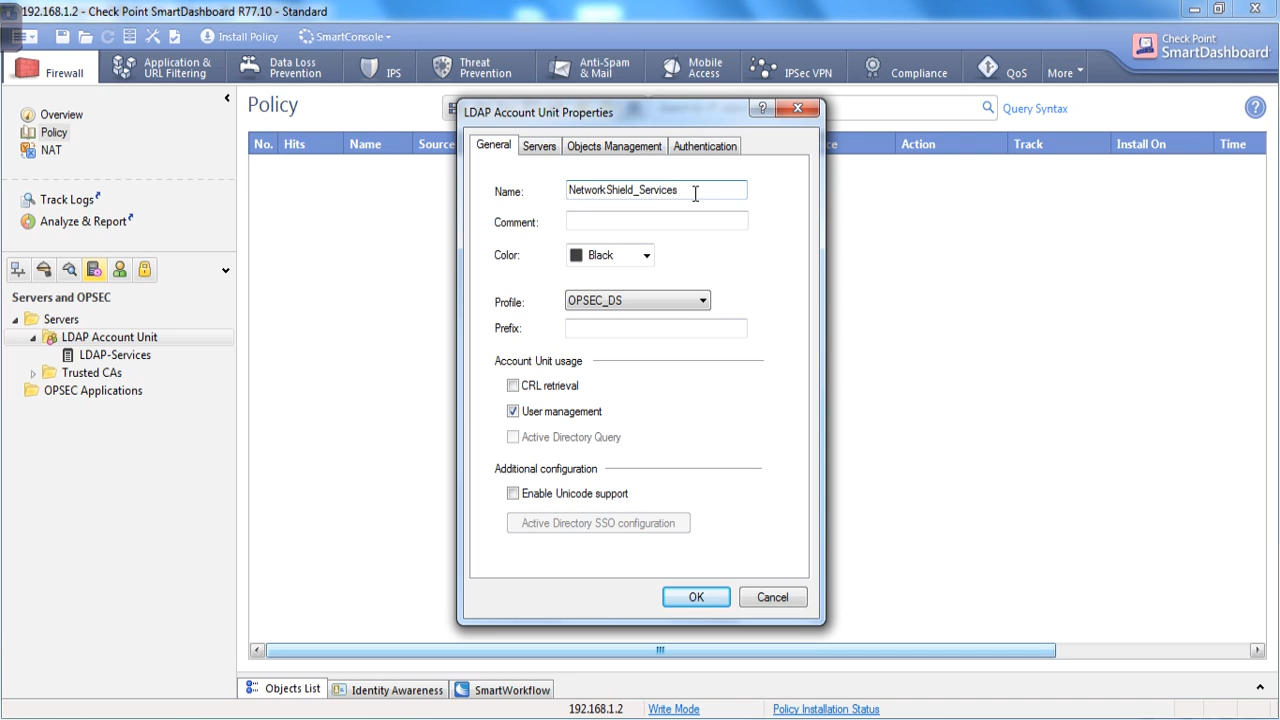 192.168.1.2 - Check Point SmartDashboard R77.10 - Standard
Install Policy
SmartConsole
Check Point
SmartDashboard
Firewall
Application &
URL Filtering
Data Loss
Prevention
IPS
Threat
Prevention
Anti-Spam
& Mail
Mobile
Access
IPSec VPN
Compliance
QoS
More
Overview
Policy
NAT
Track Logs
Analyze & Report
Servers and OPSEC
Servers
LDAP Account Unit
LDAP-Services
Trusted CAs
OPSEC Applications
Policy
Query Syntax
No. Hits Name Source
Action Track Install On Time
LDAP Account Unit Properties
General Servers Objects Management Authentication
Name: NetworkShield_Services
Comment:
Color: Black
Profile: OPSEC_DS
Prefix:
Account Unit usage
CRL retrieval
User management
Active Directory Query
Additional configuration
Enable Unicode support
Active Directory SSO configuration
OK Cancel
Objects List Identity Awareness SmartWorkflow
192.168.1.2 Write Mode Policy Installation Status